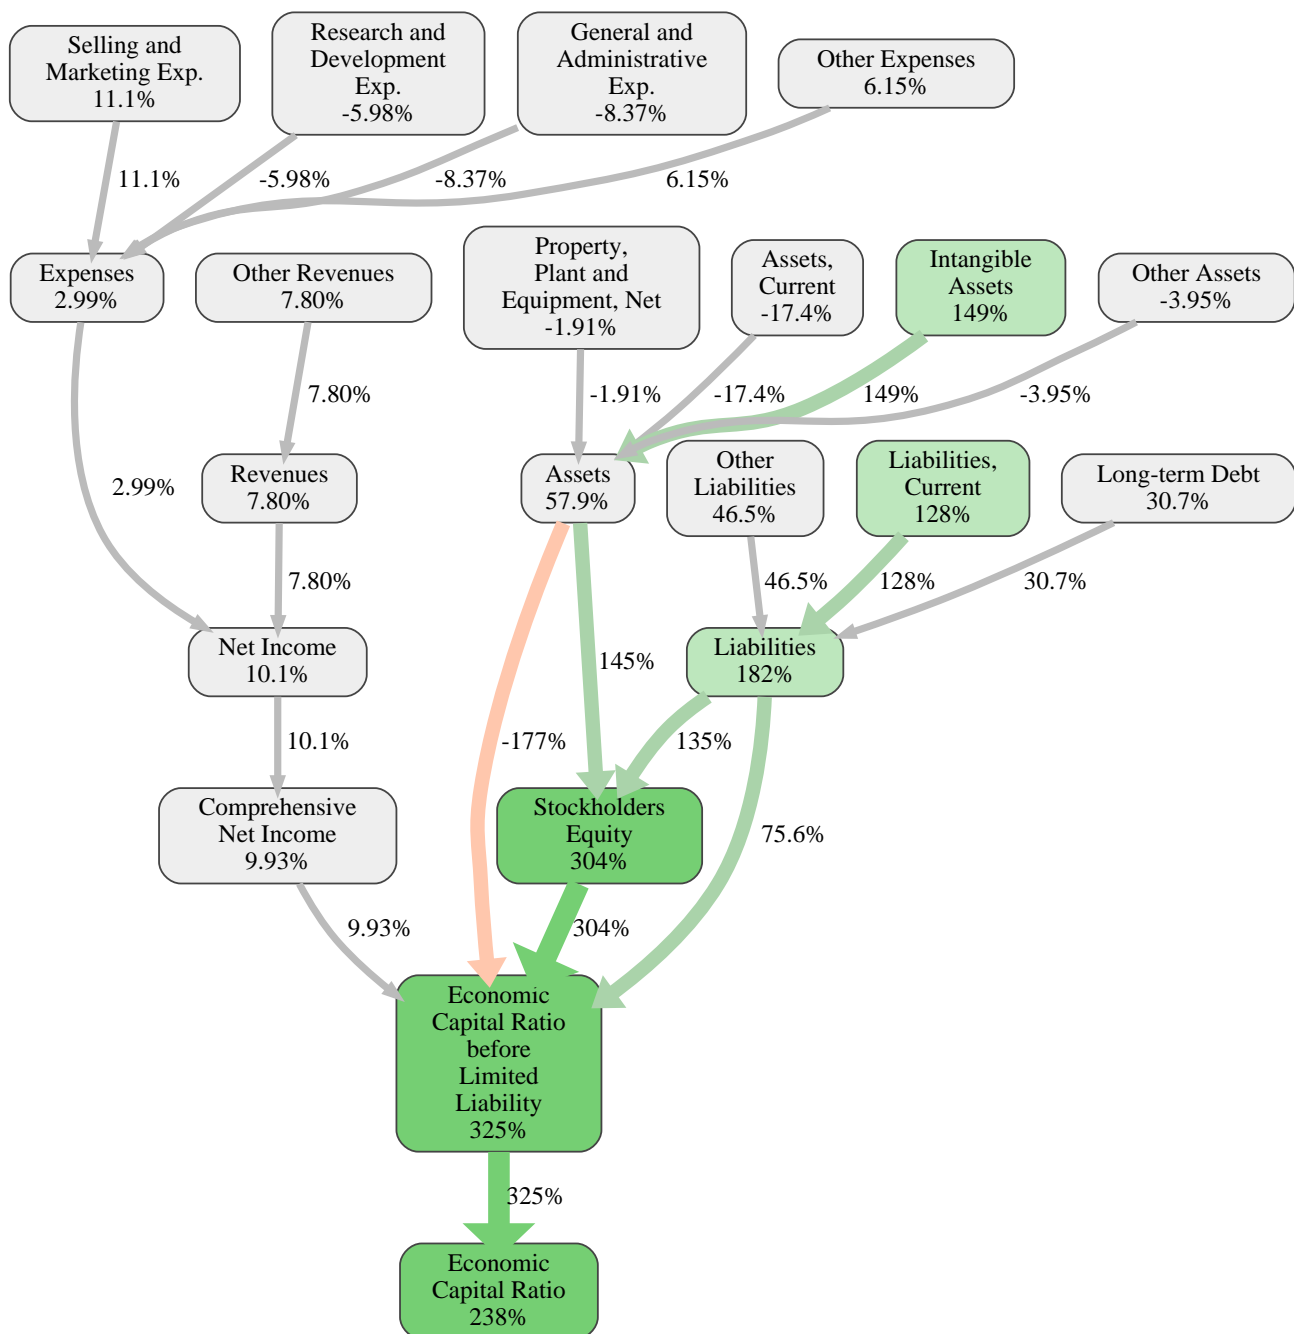 Selling and
Marketing Exp.
11.1%
Research and
Development
Exp.
-5.98%
General and
Administrative
Exp.
-8.37%
Other Expenses
6.15%
11.1%
-5.98%
-8.37%
6.15%
Expenses
2.99%
Other Revenues
7.80%
Property,
Plant and
Equipment, Net
-1.91%
Assets,
Current
-17.4%
Intangible
Assets
149%
Other Assets
-3.95%
7.80%
-1.91%
-17.4%
149%
-3.95%
2.99%
Revenues
7.80%
Assets
57.9%
Other
Liabilities
46.5%
Liabilities,
Current
128%
Long-term Debt
30.7%
7.80%
46.5%
128%
30.7%
Net Income
10.1%
145%
Liabilities
182%
10.1%
-177%
135%
Comprehensive
Net Income
9.93%
Stockholders
Equity
304%
75.6%
9.93%
304%
Economic
Capital Ratio
before
Limited
Liability
325%
325%
Economic
Capital Ratio
238%